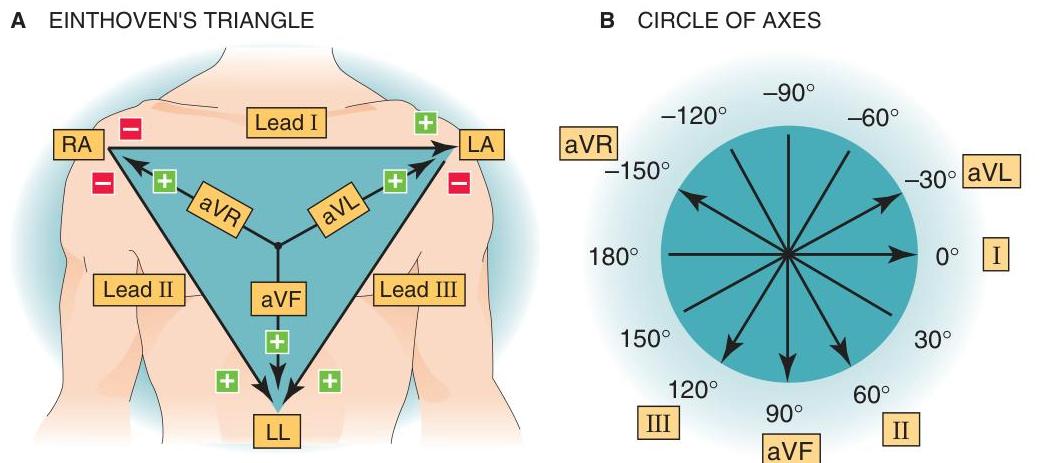 A EINTHOVEN'S TRIANGLE
RA
−
Lead I
+
LA
−
+
aVR
aVL
+
−
Lead II
aVF
Lead III
+
+
+
LL
B CIRCLE OF AXES
–90°
–120°
–60°
aVR
–150°
–30°
aVL
180°
0°
I
150°
30°
120°
60°
III
90°
II
aVF